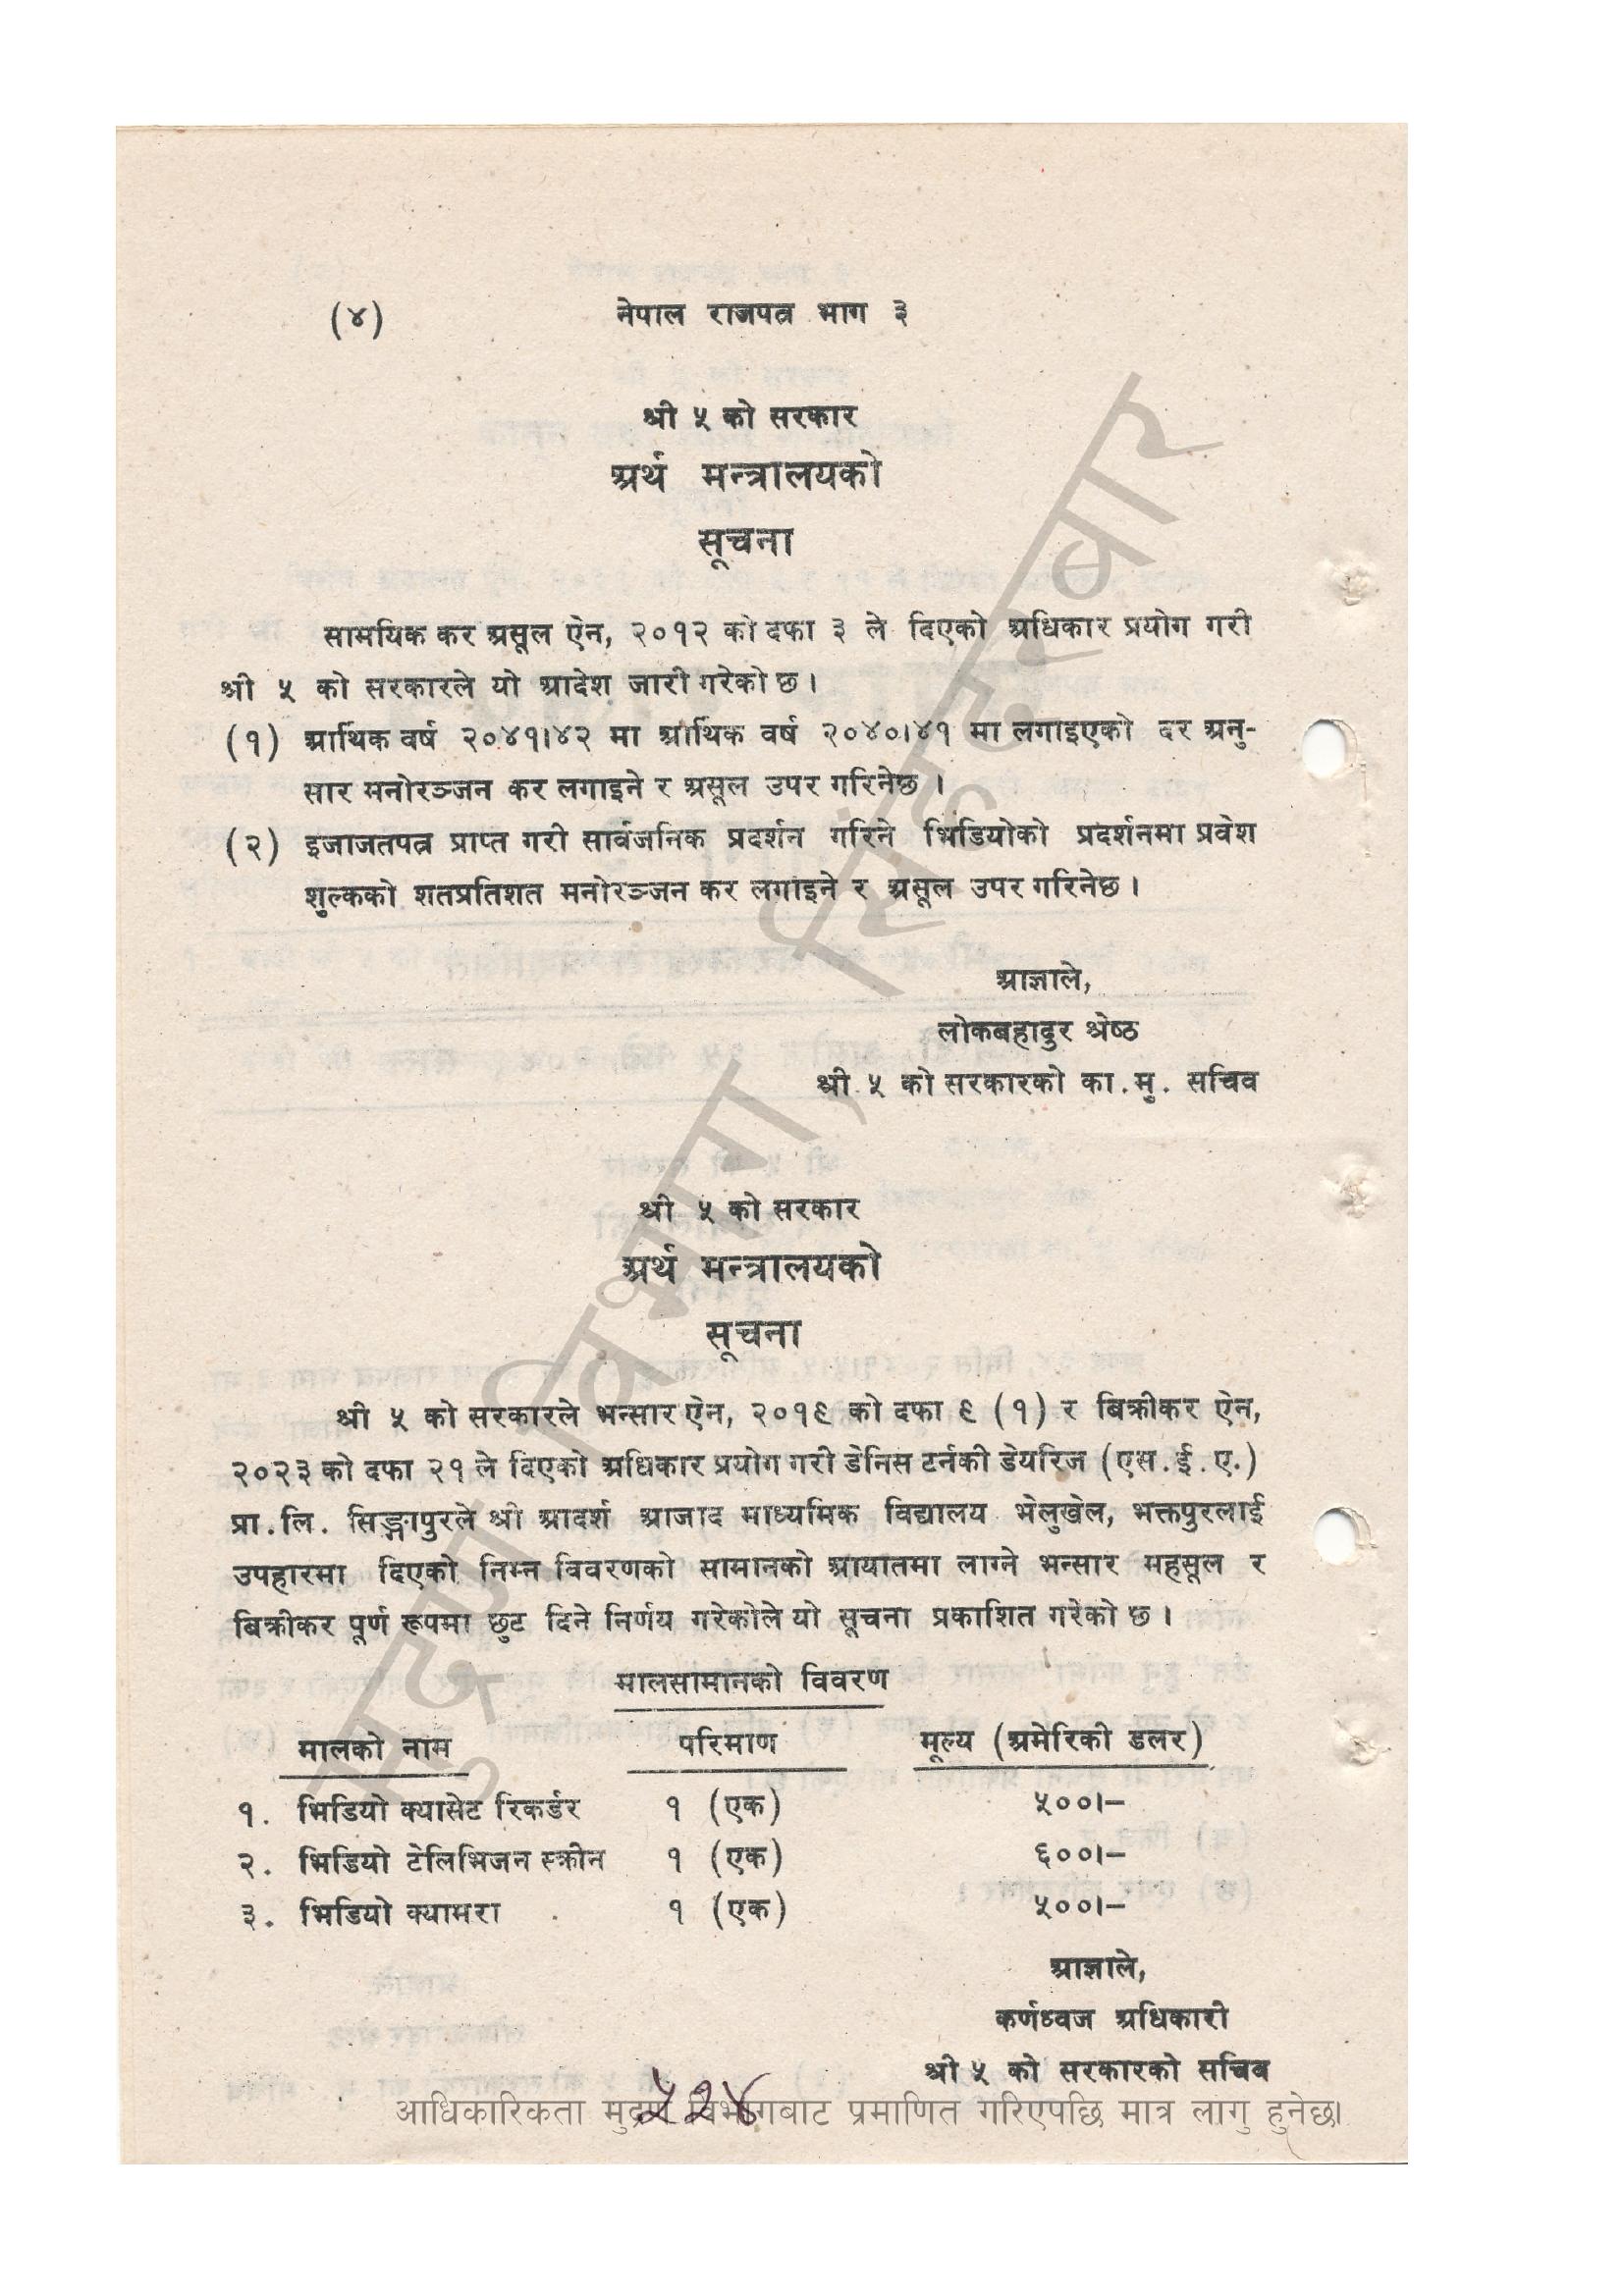 (४) नेपाल राजपत्र भाग ३
श्री ५ को सरकार
अर्थ मन्त्रालयको
सूचना
सामयिक कर असूल ऐन, २०१२ को दफा ३ ले दिएको अधिकार प्रयोग गरी
श्री ५ को सरकारले यो आदेश जारी गरेको छ।
(१) आर्थिक वर्ष २०४१।४२ मा आर्थिक वर्ष २०४०।४१ मा लगाइएको दर अनु-
सार मनोरञ्जन कर लगाइने र असूल उपर गरिनेछ ।
(२) इजाजतपत्र प्राप्त गरी सार्वजनिक प्रदर्शन गरिने भिडियोको प्रदर्शनमा प्रवेश
शुल्कको शतप्रतिशत मनोरञ्जन कर लगाइने र असूल उपर गरिनेछ ।
आज्ञाले,
लोकबहादुर श्रेष्ठ
श्री ५ को सरकारको का.मु. सचिव
श्री ५ को सरकार
अर्थ मन्त्रालयको
सूचना
श्री ५ को सरकारले भन्सार ऐन, २०१९ को दफा ९ (१) र बिक्रीकर ऐन,
२०२३ को दफा २१ ले दिएको अधिकार प्रयोग गरी डेनिस टर्नकी डेयरिज (एस.ई.ए.)
प्रा.लि. सिङ्गापुरले श्री आदर्श आजाद माध्यमिक विद्यालय भेलुखेल, भक्तपुरलाई
उपहारमा दिएको निम्न विवरणको सामानको आयातमा लाग्ने भन्सार महसूल र
बिक्रीकर पूर्ण रूपमा छुट दिने निर्णय गरेकोले यो सूचना प्रकाशित गरेको छ ।
मालसामानको विवरण
मालको नाम परिमाण मूल्य (अमेरिकी डलर)
१. भिडियो क्यासेट रिकर्डर १ (एक) ५००।–
२. भिडियो टेलिभिजन स्क्रीन १ (एक) ६००।–
३. भिडियो क्यामरा १ (एक) ५००।–
आज्ञाले,
कर्णध्वज अधिकारी
श्री ५ को सरकारको सचिव
५२४
आधिकारिकता मुद्रण विभागबाट प्रमाणित गरिएपछि मात्र लागु हुनेछ।
मुद्रण विभाग, सिंहदरबार